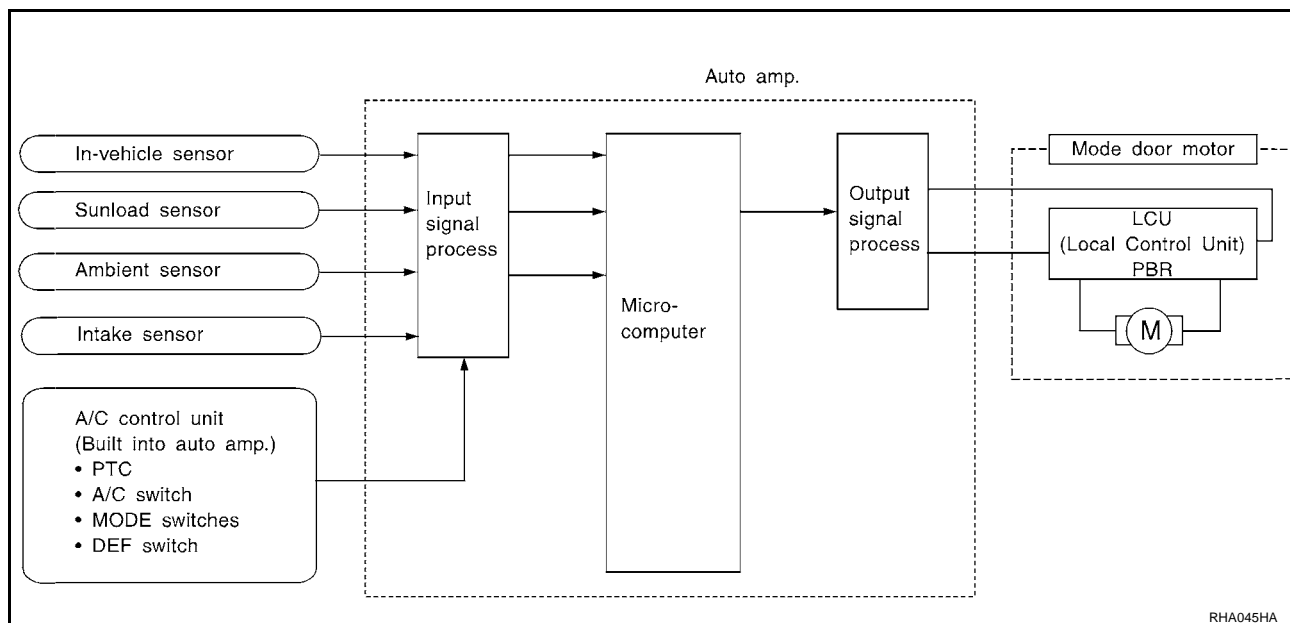 Auto amp.
In-vehicle sensor
Sunload sensor
Ambient sensor
Intake sensor
A/C control unit
(Built into auto amp.)
• PTC
• A/C switch
• MODE switches
• DEF switch
Input
signal
process
Micro-
computer
Output
signal
process
Mode door motor
LCU
(Local Control Unit)
PBR
M
RHA045HA